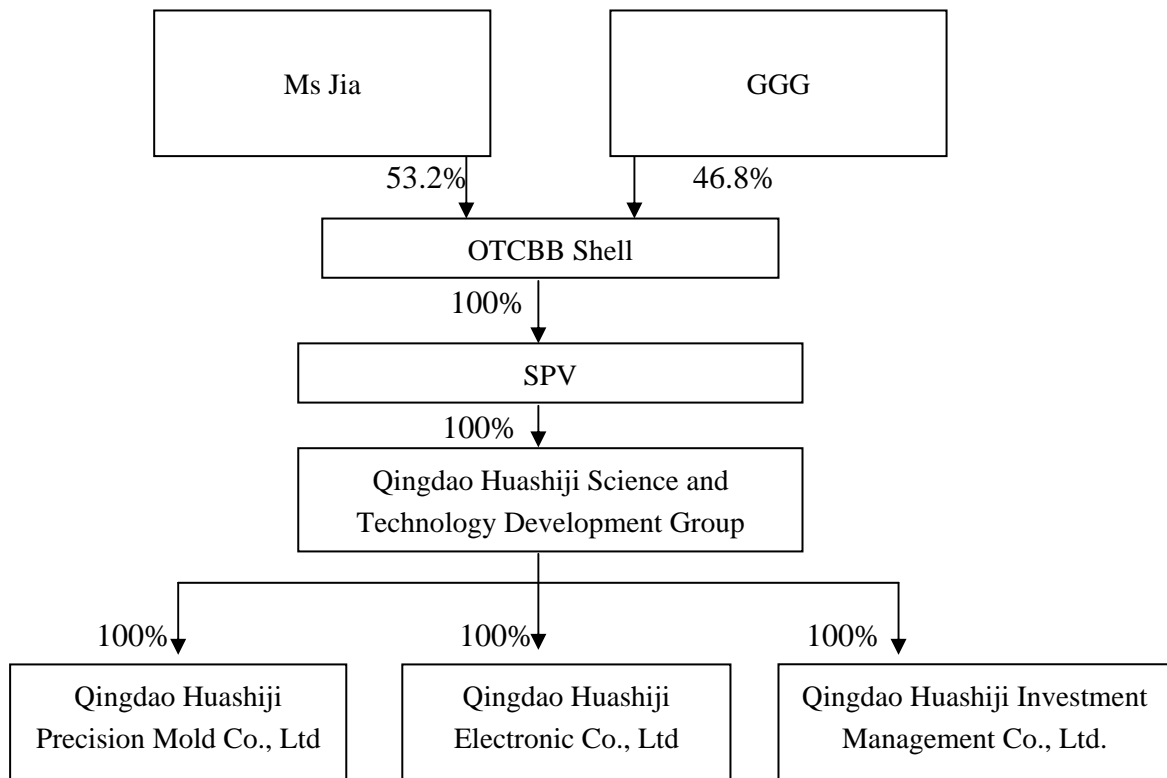 Ms Jia
GGG
53.2%
46.8%
OTCBB Shell
100%
SPV
100%
Qingdao Huashiji Science and
Technology Development Group
100%
100%
100%
Qingdao Huashiji
Precision Mold Co., Ltd
Qingdao Huashiji
Electronic Co., Ltd
Qingdao Huashiji Investment
Management Co., Ltd.